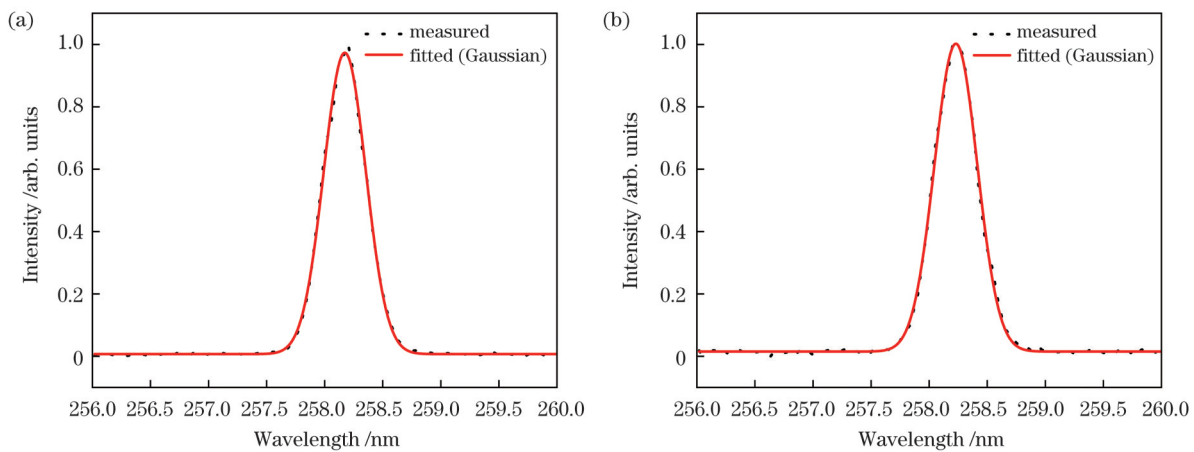 (a)
measured
fitted (Gaussian)
1.0
0.8
0.6
0.4
0.2
0
Intensity /arb. units
256.0 256.5 257.0 257.5 258.0 258.5 259.0 259.5 260.0
Wavelength /nm
(b)
measured
fitted (Gaussian)
1.0
0.8
0.6
0.4
0.2
0
Intensity /arb. units
256.0 256.5 257.0 257.5 258.0 258.5 259.0 259.5 260.0
Wavelength /nm